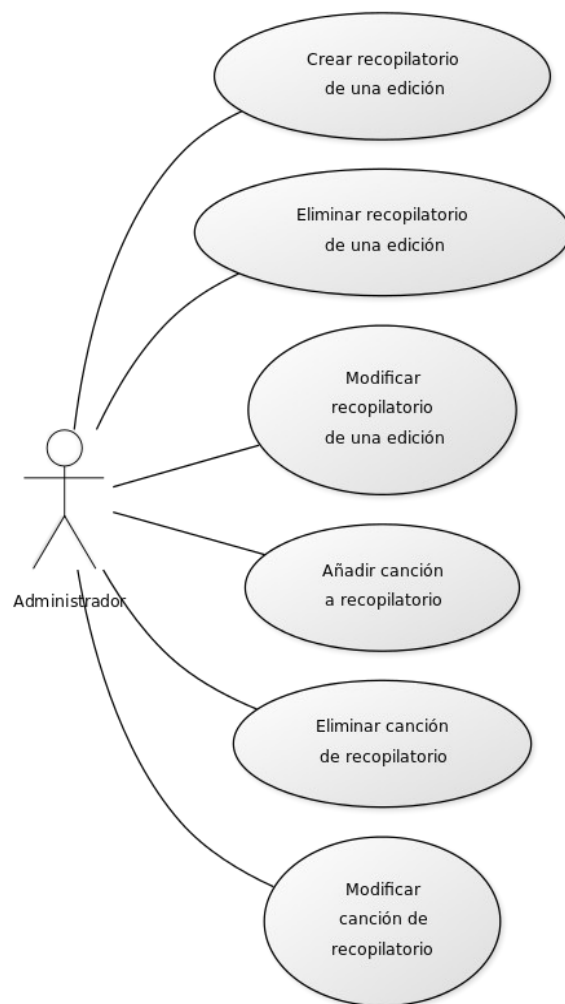 Crear recopilatorio
de una edición
Eliminar recopilatorio
de una edición
Modificar
recopilatorio
de una edición
Añadir canción
a recopilatorio
Administrador
Eliminar canción
de recopilatorio
Modificar
canción de
recopilatorio